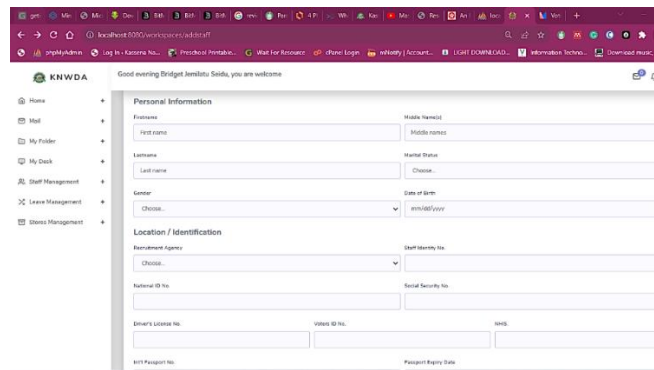 localhost:8080/workspaces/addstaff
phpMyAdmin
Log In - Kassena Na...
Preschool Printable...
Wait For Resource
cPanel Login
mNotify | Account...
LIGHT DOWNLOAD...
Information Techno...
Download music,
KNWDA
Good evening Bridget Jemilatu Seidu, you are welcome
Home +
Mail +
My Folder +
My Desk +
Staff Management +
Leave Management +
Stores Management +
Personal Information
Firstname
Middle Name(s)
First name
Middle names
Lastname
Marital Status
Last name
Choose...
Gender
Date of Birth
Choose...
mm/dd/yyyy
Location / Identification
Recruitment Agency
Staff Identity No.
Choose...
National ID No.
Social Security No.
Driver's License No.
Voters ID No.
NHIS.
Int'l Passport No.
Passport Expiry Date